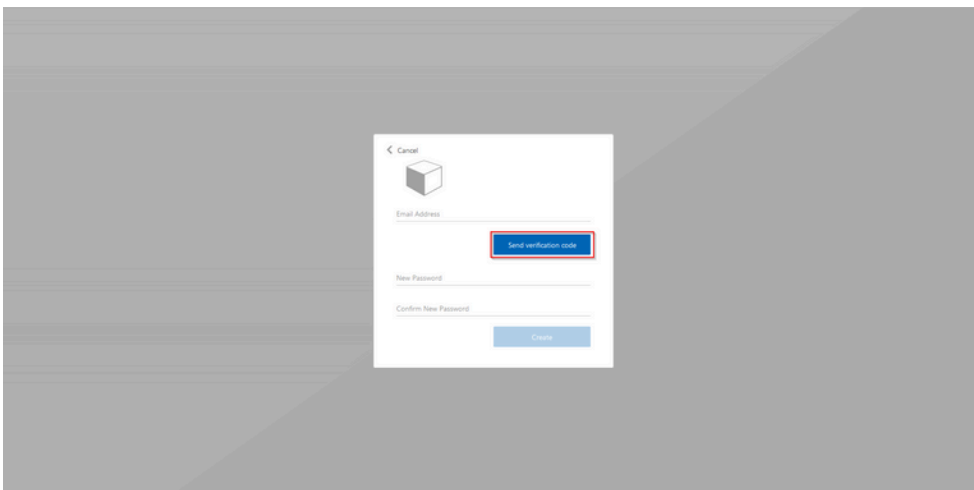 Cancel
Email Address
Send verification code
New Password
Confirm New Password
Create